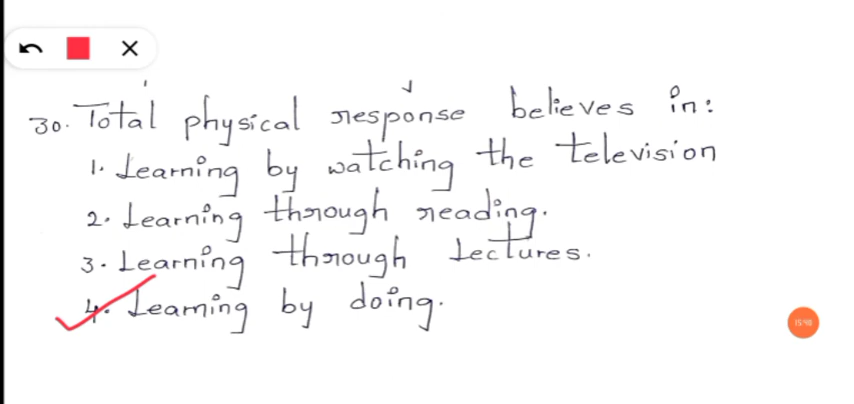 30. Total physical response believes in:
1. Learning by watching the television
2. Learning through reading.
3. Learning through Lectures.
4. Learning by doing.